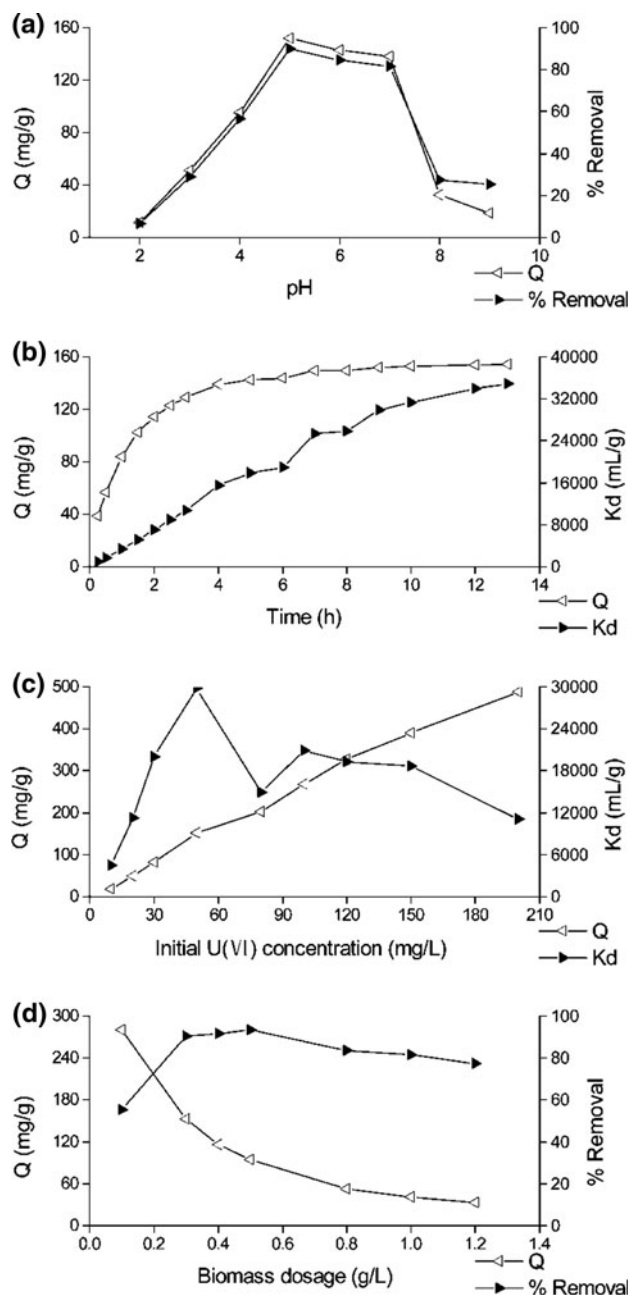 (a)
160
120
80
40
0
Q (mg/g)
100
80
60
40
20
0
% Removal
2 4 6 8 10
pH
Q
% Removal
(b)
160
120
80
40
0
Q (mg/g)
40000
32000
24000
16000
8000
0
Kd (mL/g)
0 2 4 6 8 10 12 14
Time (h)
Q
Kd
(c)
500
400
300
200
100
0
Q (mg/g)
30000
24000
18000
12000
6000
0
Kd (mL/g)
0 30 60 90 120 150 180 210
Initial U(VI) concentration (mg/L)
Q
Kd
(d)
300
240
180
120
60
0
Q (mg/g)
100
80
60
40
20
0
% Removal
0.0 0.2 0.4 0.6 0.8 1.0 1.2 1.4
Biomass dosage (g/L)
Q
% Removal